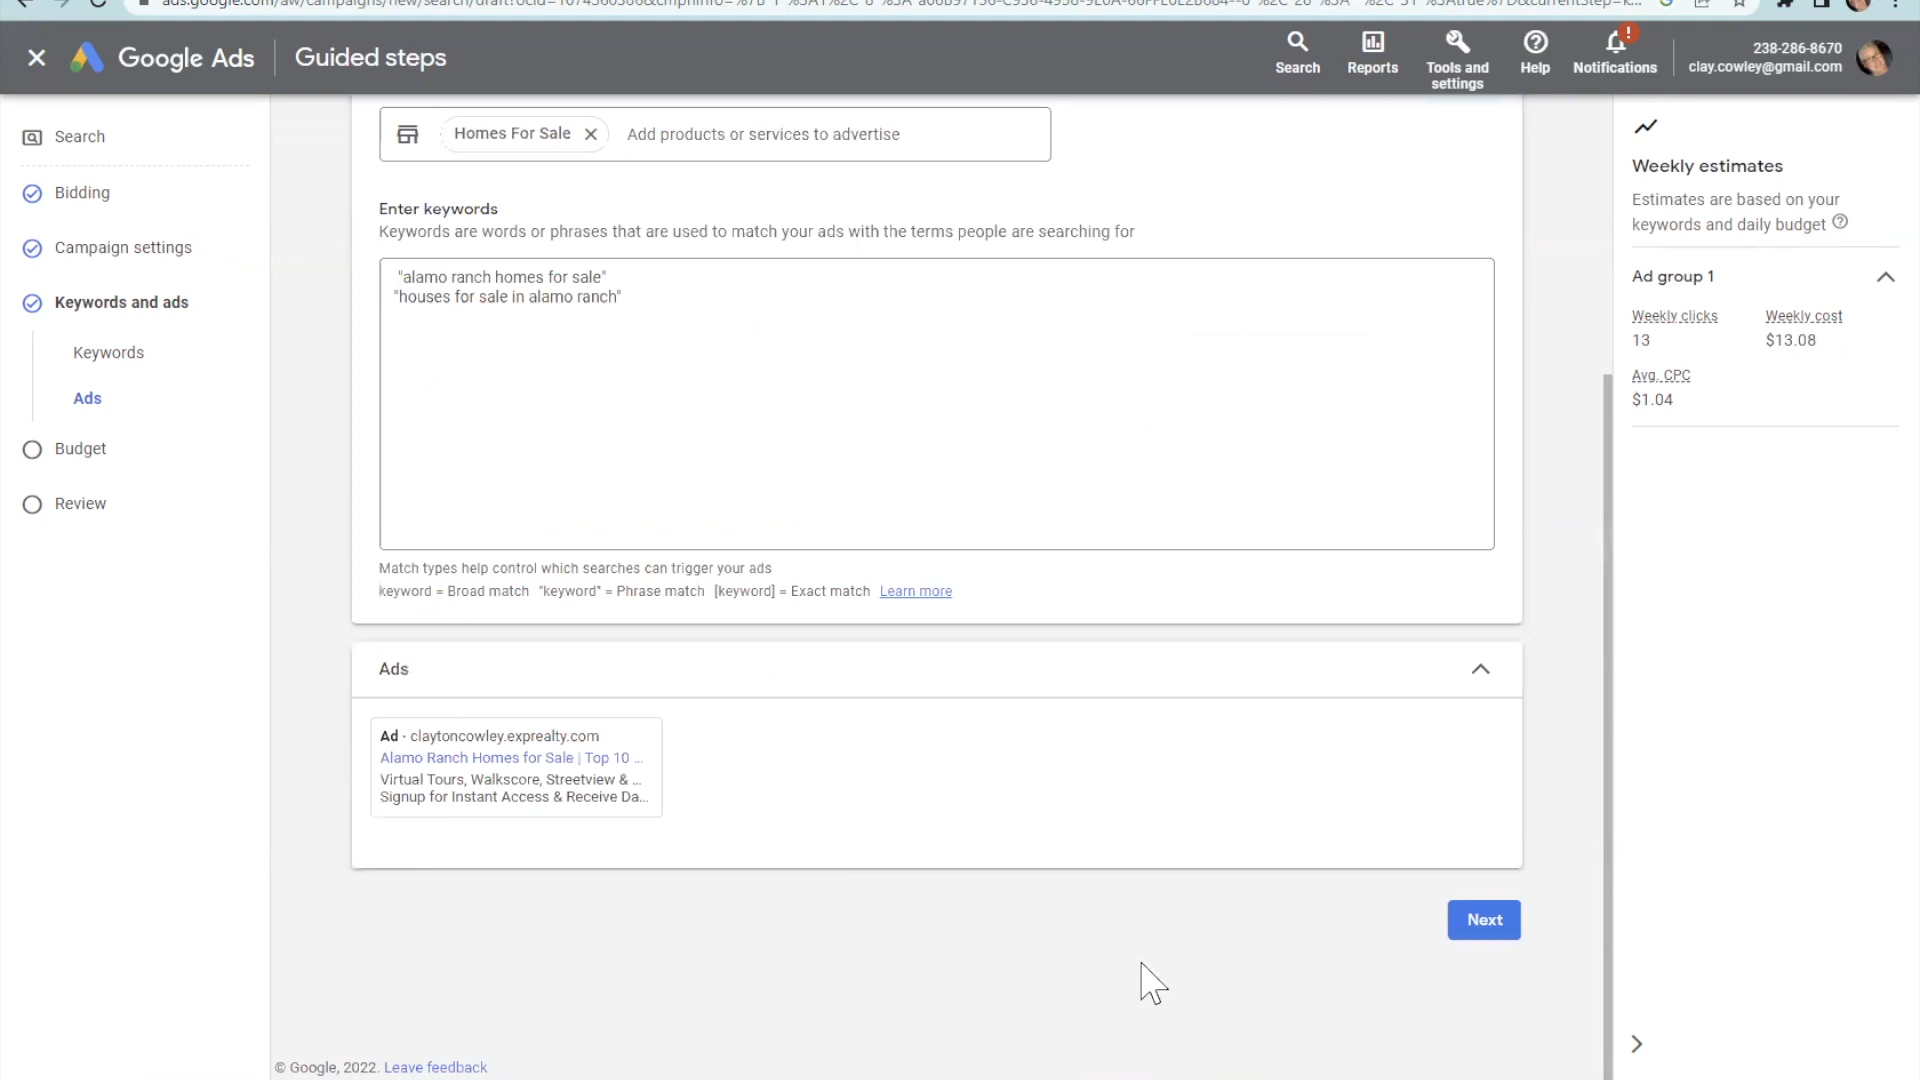 Google Ads
Guided steps
Search
Reports
Tools and
settings
Help
!
Notifications
238-286-8670
clay.cowley@gmail.com
Search
Bidding
Campaign settings
Keywords and ads
Keywords
Ads
Budget
Review
Homes For Sale
Add products or services to advertise
Enter keywords
Keywords are words or phrases that are used to match your ads with the terms people are searching for
"alamo ranch homes for sale"
"houses for sale in alamo ranch"
Match types help control which searches can trigger your ads
keyword = Broad match "keyword" = Phrase match [keyword] = Exact match Learn more
Ads
Ad · claytoncowley.exprealty.com
Alamo Ranch Homes for Sale | Top 10 ...
Virtual Tours, Walkscore, Streetview & ...
Signup for Instant Access & Receive Da...
Next
© Google, 2022. Leave feedback
Weekly estimates
Estimates are based on your
keywords and daily budget
Ad group 1
Weekly clicks
13
Weekly cost
$13.08
Avg. CPC
$1.04